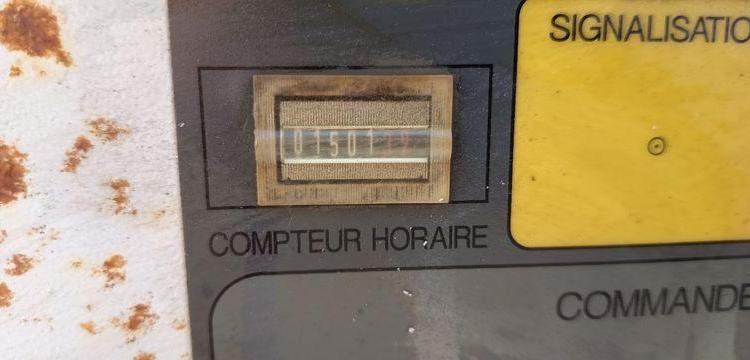 SIGNALISATIO
01501
COMPTEUR HORAIRE
COMMANDE